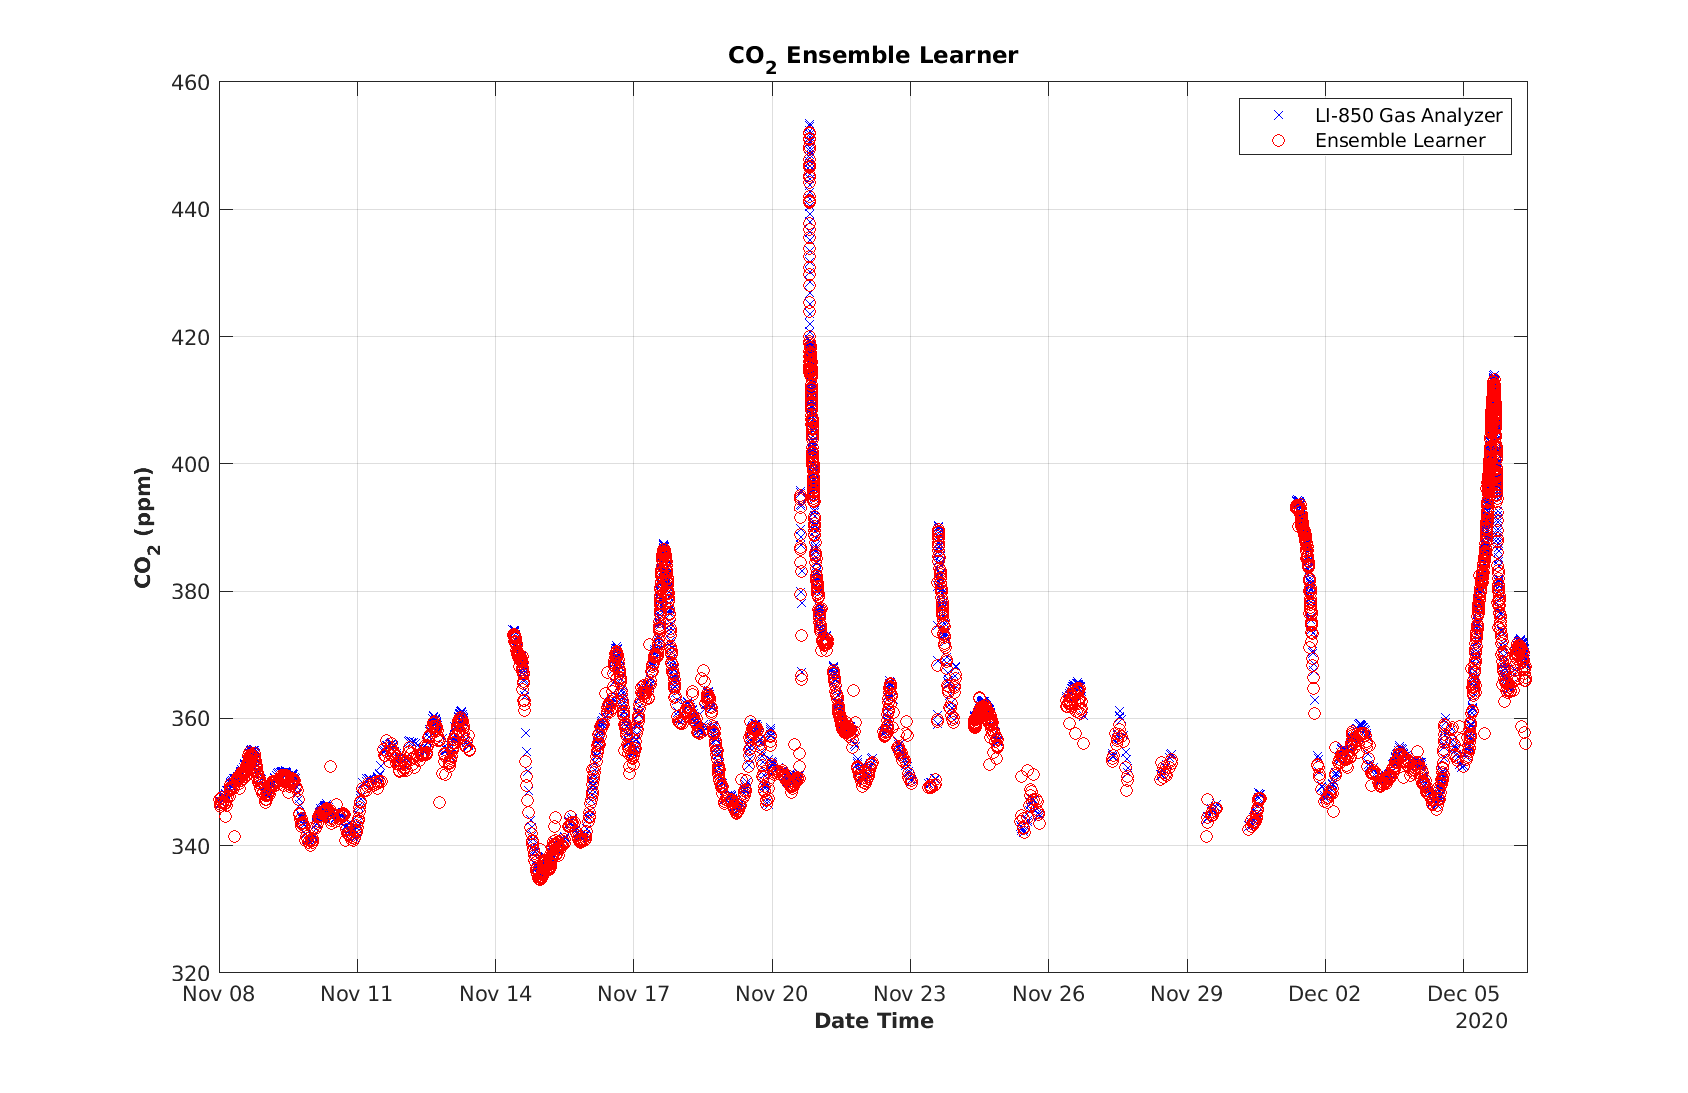 CO2 Ensemble Learner
LI-850 Gas Analyzer
Ensemble Learner
460
440
420
400
380
360
340
320
CO2 (ppm)
Nov 08 Nov 11 Nov 14 Nov 17 Nov 20 Nov 23 Nov 26 Nov 29 Dec 02 Dec 05
2020
Date Time